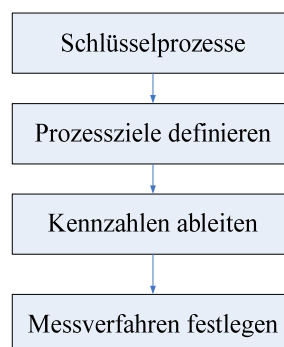 Schlüsselprozesse
Prozessziele definieren
Kennzahlen ableiten
Messverfahren festlegen